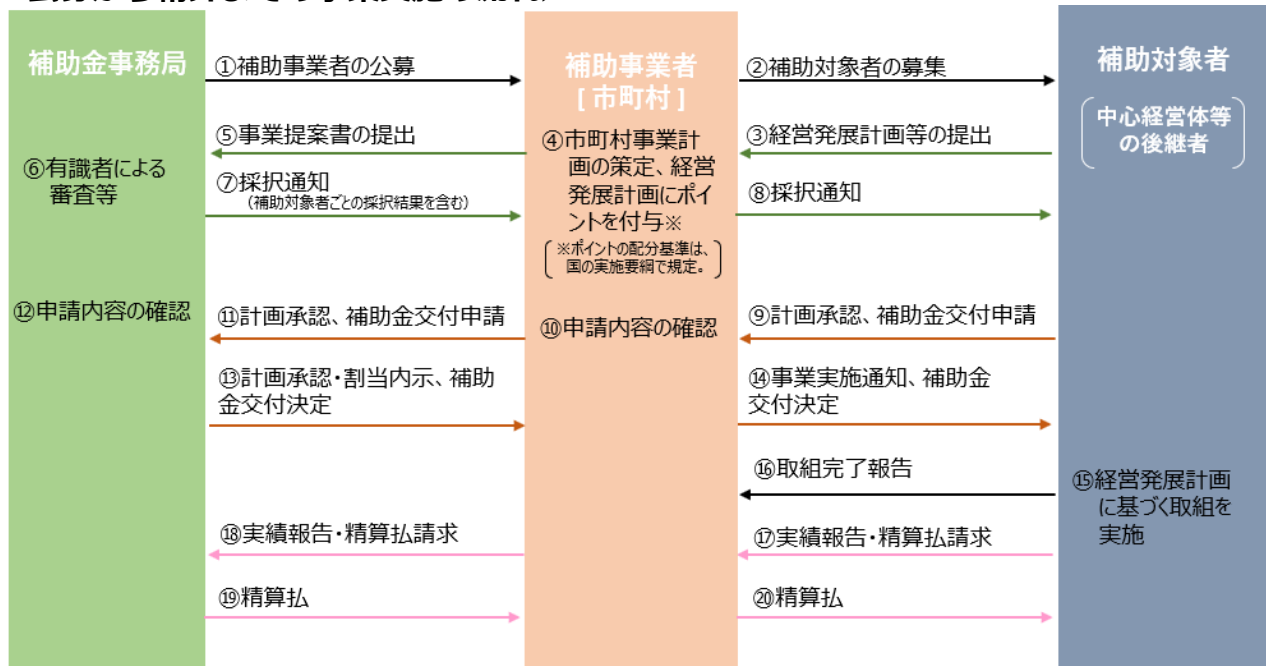 補助金事務局
①補助事業者の公募
補助事業者
[ 市町村 ]
②補助対象者の募集
補助対象者
中心経営体等
の後継者
⑤事業提案書の提出
④市町村事業計
画の策定、経営
発展計画にポイ
ントを付与※
※ポイントの配分基準は、
国の実施要綱で規定。
③経営発展計画等の提出
⑥有識者による
審査等
⑦採択通知
(補助対象者ごとの採択結果を含む)
⑧採択通知
⑫申請内容の確認
⑪計画承認、補助金交付申請
⑩申請内容の確認
⑨計画承認、補助金交付申請
⑬計画承認・割当内示、補助
金交付決定
⑭事業実施通知、補助金
交付決定
⑯取組完了報告
⑮経営発展計画
に基づく取組を
実施
⑱実績報告・精算払請求
⑰実績報告・精算払請求
⑲精算払
⑳精算払